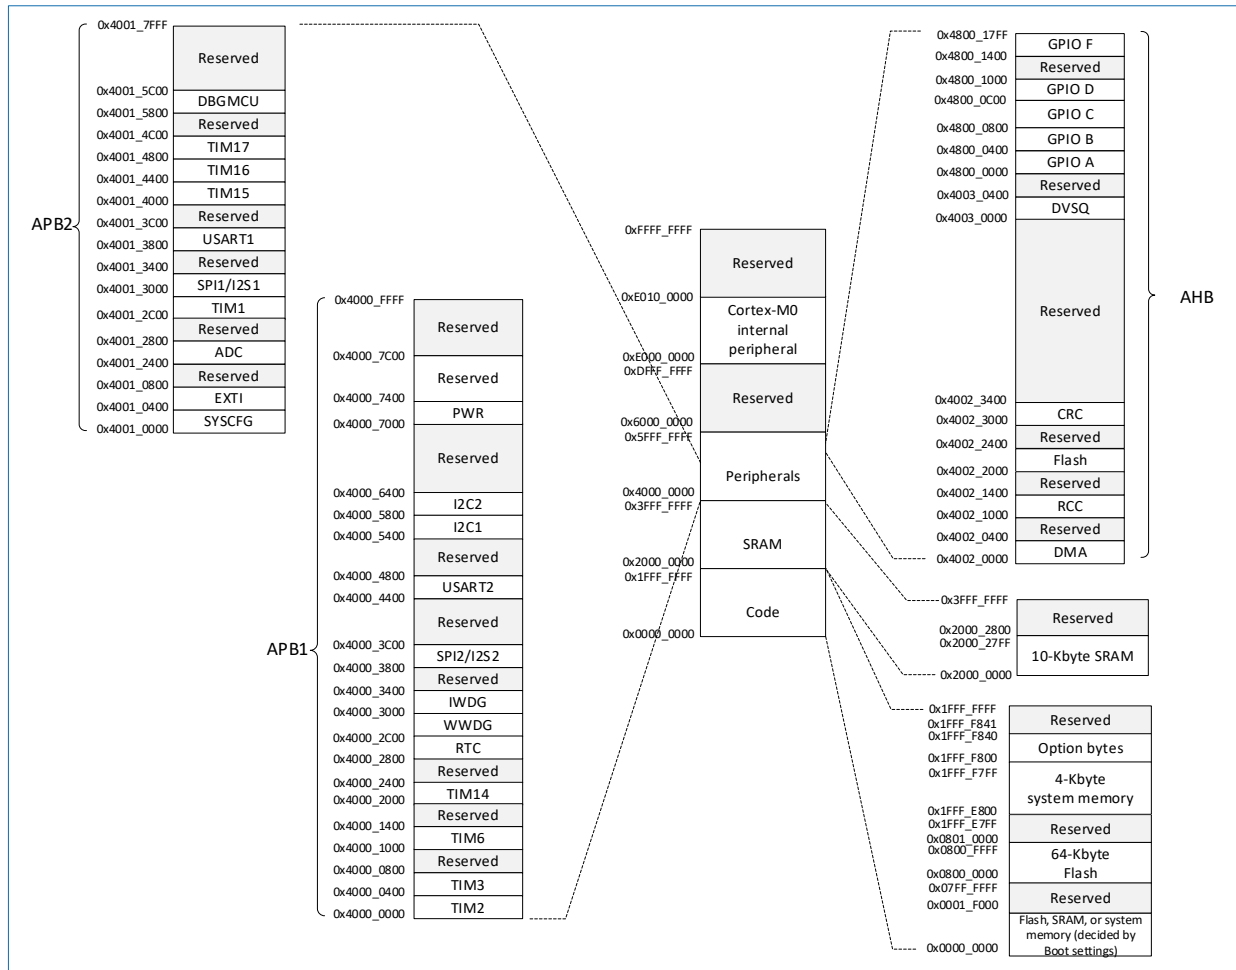 0x4001_7FFF
Reserved
0x4001_5C00
DBGMCU
0x4001_5800
Reserved
0x4001_4C00
TIM17
0x4001_4800
TIM16
0x4001_4400
TIM15
0x4001_4000
Reserved
0x4001_3C00
USART1
0x4001_3800
Reserved
0x4001_3400
SPI1/I2S1
0x4001_3000
TIM1
0x4001_2C00
Reserved
0x4001_2800
ADC
0x4001_2400
Reserved
0x4001_0800
EXTI
0x4001_0400
SYSCFG
0x4001_0000
APB2
0x4000_FFFF
Reserved
0x4000_7C00
Reserved
0x4000_7400
PWR
0x4000_7000
Reserved
0x4000_6400
I2C2
0x4000_5800
I2C1
0x4000_5400
Reserved
0x4000_4800
USART2
0x4000_4400
Reserved
0x4000_3C00
SPI2/I2S2
0x4000_3800
Reserved
0x4000_3400
IWDG
0x4000_3000
WWDG
0x4000_2C00
RTC
0x4000_2800
Reserved
0x4000_2400
TIM14
0x4000_2000
Reserved
0x4000_1400
TIM6
0x4000_1000
Reserved
0x4000_0800
TIM3
0x4000_0400
TIM2
0x4000_0000
APB1
0xFFFF_FFFF
Reserved
0xE010_0000
Cortex-M0
internal
peripheral
0xE000_0000
0xDFFF_FFFF
Reserved
0x6000_0000
0x5FFF_FFFF
Peripherals
0x4000_0000
0x3FFF_FFFF
SRAM
0x2000_0000
0x1FFF_FFFF
Code
0x0000_0000
0x4800_17FF
GPIO F
0x4800_1400
Reserved
0x4800_1000
GPIO D
0x4800_0C00
GPIO C
0x4800_0800
GPIO B
0x4800_0400
GPIO A
0x4800_0000
Reserved
0x4003_0400
DVSQ
0x4003_0000
Reserved
0x4002_3400
CRC
0x4002_3000
Reserved
0x4002_2400
Flash
0x4002_2000
Reserved
0x4002_1400
RCC
0x4002_1000
Reserved
0x4002_0400
DMA
0x4002_0000
AHB
0x3FFF_FFFF
Reserved
0x2000_2800
0x2000_27FF
10-Kbyte SRAM
0x2000_0000
0x1FFF_FFFF
Reserved
0x1FFF_F841
0x1FFF_F840
Option bytes
0x1FFF_F800
0x1FFF_F7FF
4-Kbyte
system memory
0x1FFF_E800
0x1FFF_E7FF
Reserved
0x0801_0000
0x0800_FFFF
64-Kbyte
Flash
0x0800_0000
0x07FF_FFFF
Reserved
0x0001_F000
Flash, SRAM, or system
memory (decided by
Boot settings)
0x0000_0000